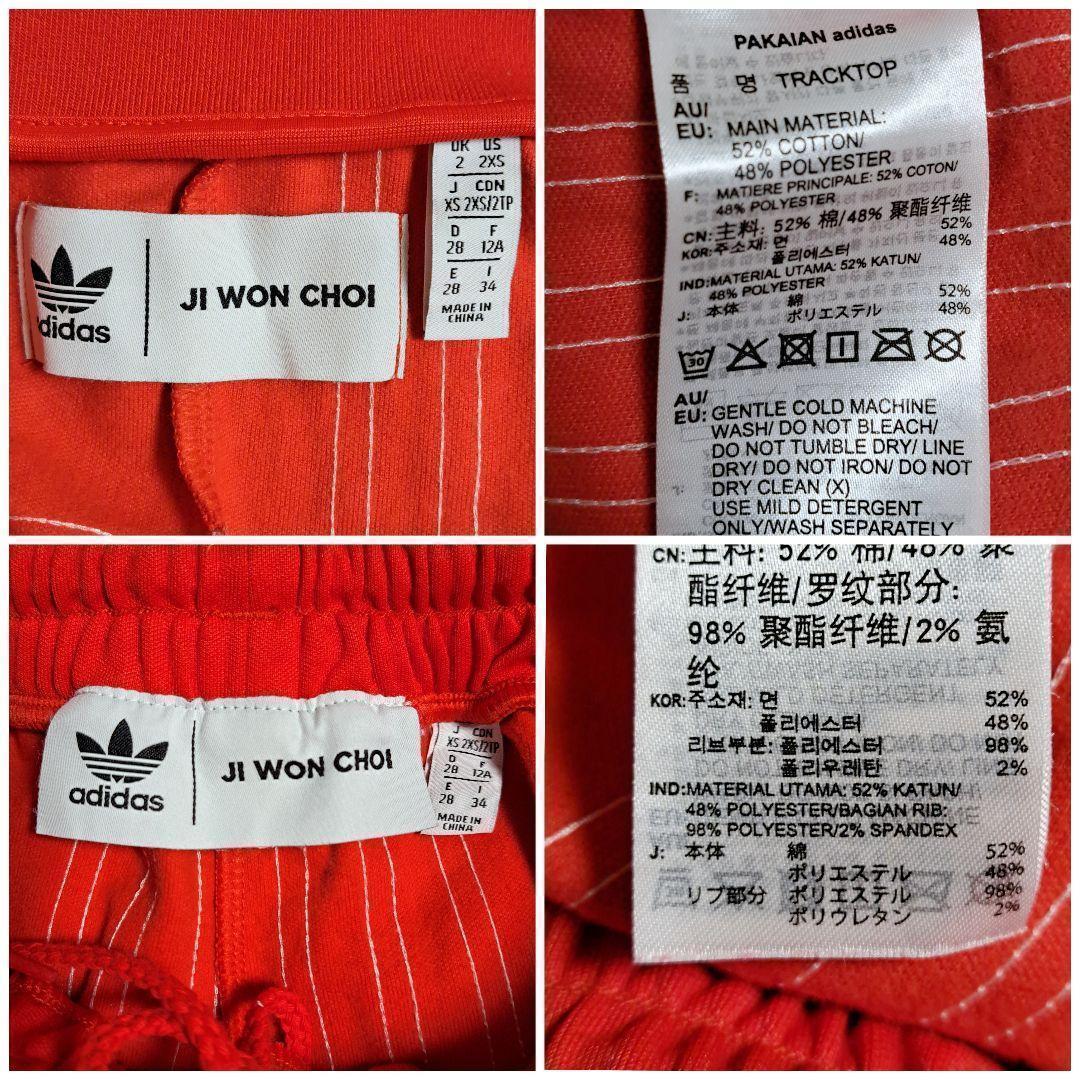 adidas
JI WON CHOI
UK US
2 2XS
J CDN
XS 2XS/2TP
D F
28 12A
E I
28 34
MADE IN
CHINA
PAKAIAN adidas
품 명 TRACKTOP
AU/
EU: MAIN MATERIAL:
52% COTTON/
48% POLYESTER
F: MATIERE PRINCIPALE: 52% COTON/
48% POLYESTER
CN: 主料: 52% 棉/48% 聚酯纤维
KOR: 주소재: 면 52%
폴리에스터 48%
IND: MATERIAL UTAMA: 52% KATUN/
48% POLYESTER
J: 本体 綿 52%
ポリエステル 48%
30
AU/
EU: GENTLE COLD MACHINE
WASH/ DO NOT BLEACH/
DO NOT TUMBLE DRY/ LINE
DRY/ DO NOT IRON/ DO NOT
DRY CLEAN (X)
USE MILD DETERGENT
ONLY/WASH SEPARATELY
adidas
JI WON CHOI
J CDN
XS 2XS/2TP
D F
28 12A
E I
28 34
MADE IN
CHINA
CN: 主料: 52% 棉/48% 聚
酯纤维/罗纹部分:
98% 聚酯纤维/2% 氨
纶
KOR: 주소재: 면 52%
폴리에스터 48%
리브부분: 폴리에스터 98%
폴리우레탄 2%
IND: MATERIAL UTAMA: 52% KATUN/
48% POLYESTER/BAGIAN RIB:
98% POLYESTER/2% SPANDEX
J: 本体 綿 52%
ポリエステル 48%
リブ部分 ポリエステル 98%
ポリウレタン 2%